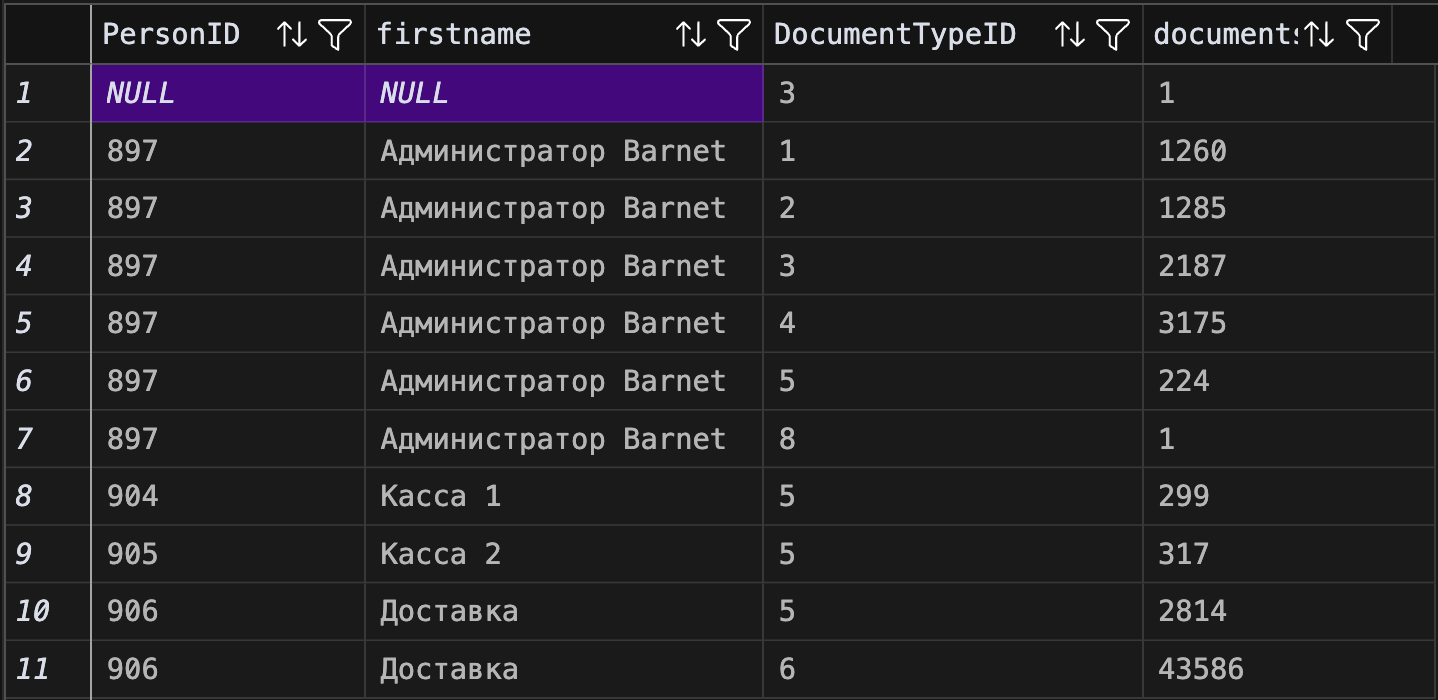 PersonID firstname DocumentTypeID documents
1 NULL NULL 3 1
2 897 Администратор Barnet 1 1260
3 897 Администратор Barnet 2 1285
4 897 Администратор Barnet 3 2187
5 897 Администратор Barnet 4 3175
6 897 Администратор Barnet 5 224
7 897 Администратор Barnet 8 1
8 904 Касса 1 5 299
9 905 Касса 2 5 317
10 906 Доставка 5 2814
11 906 Доставка 6 43586